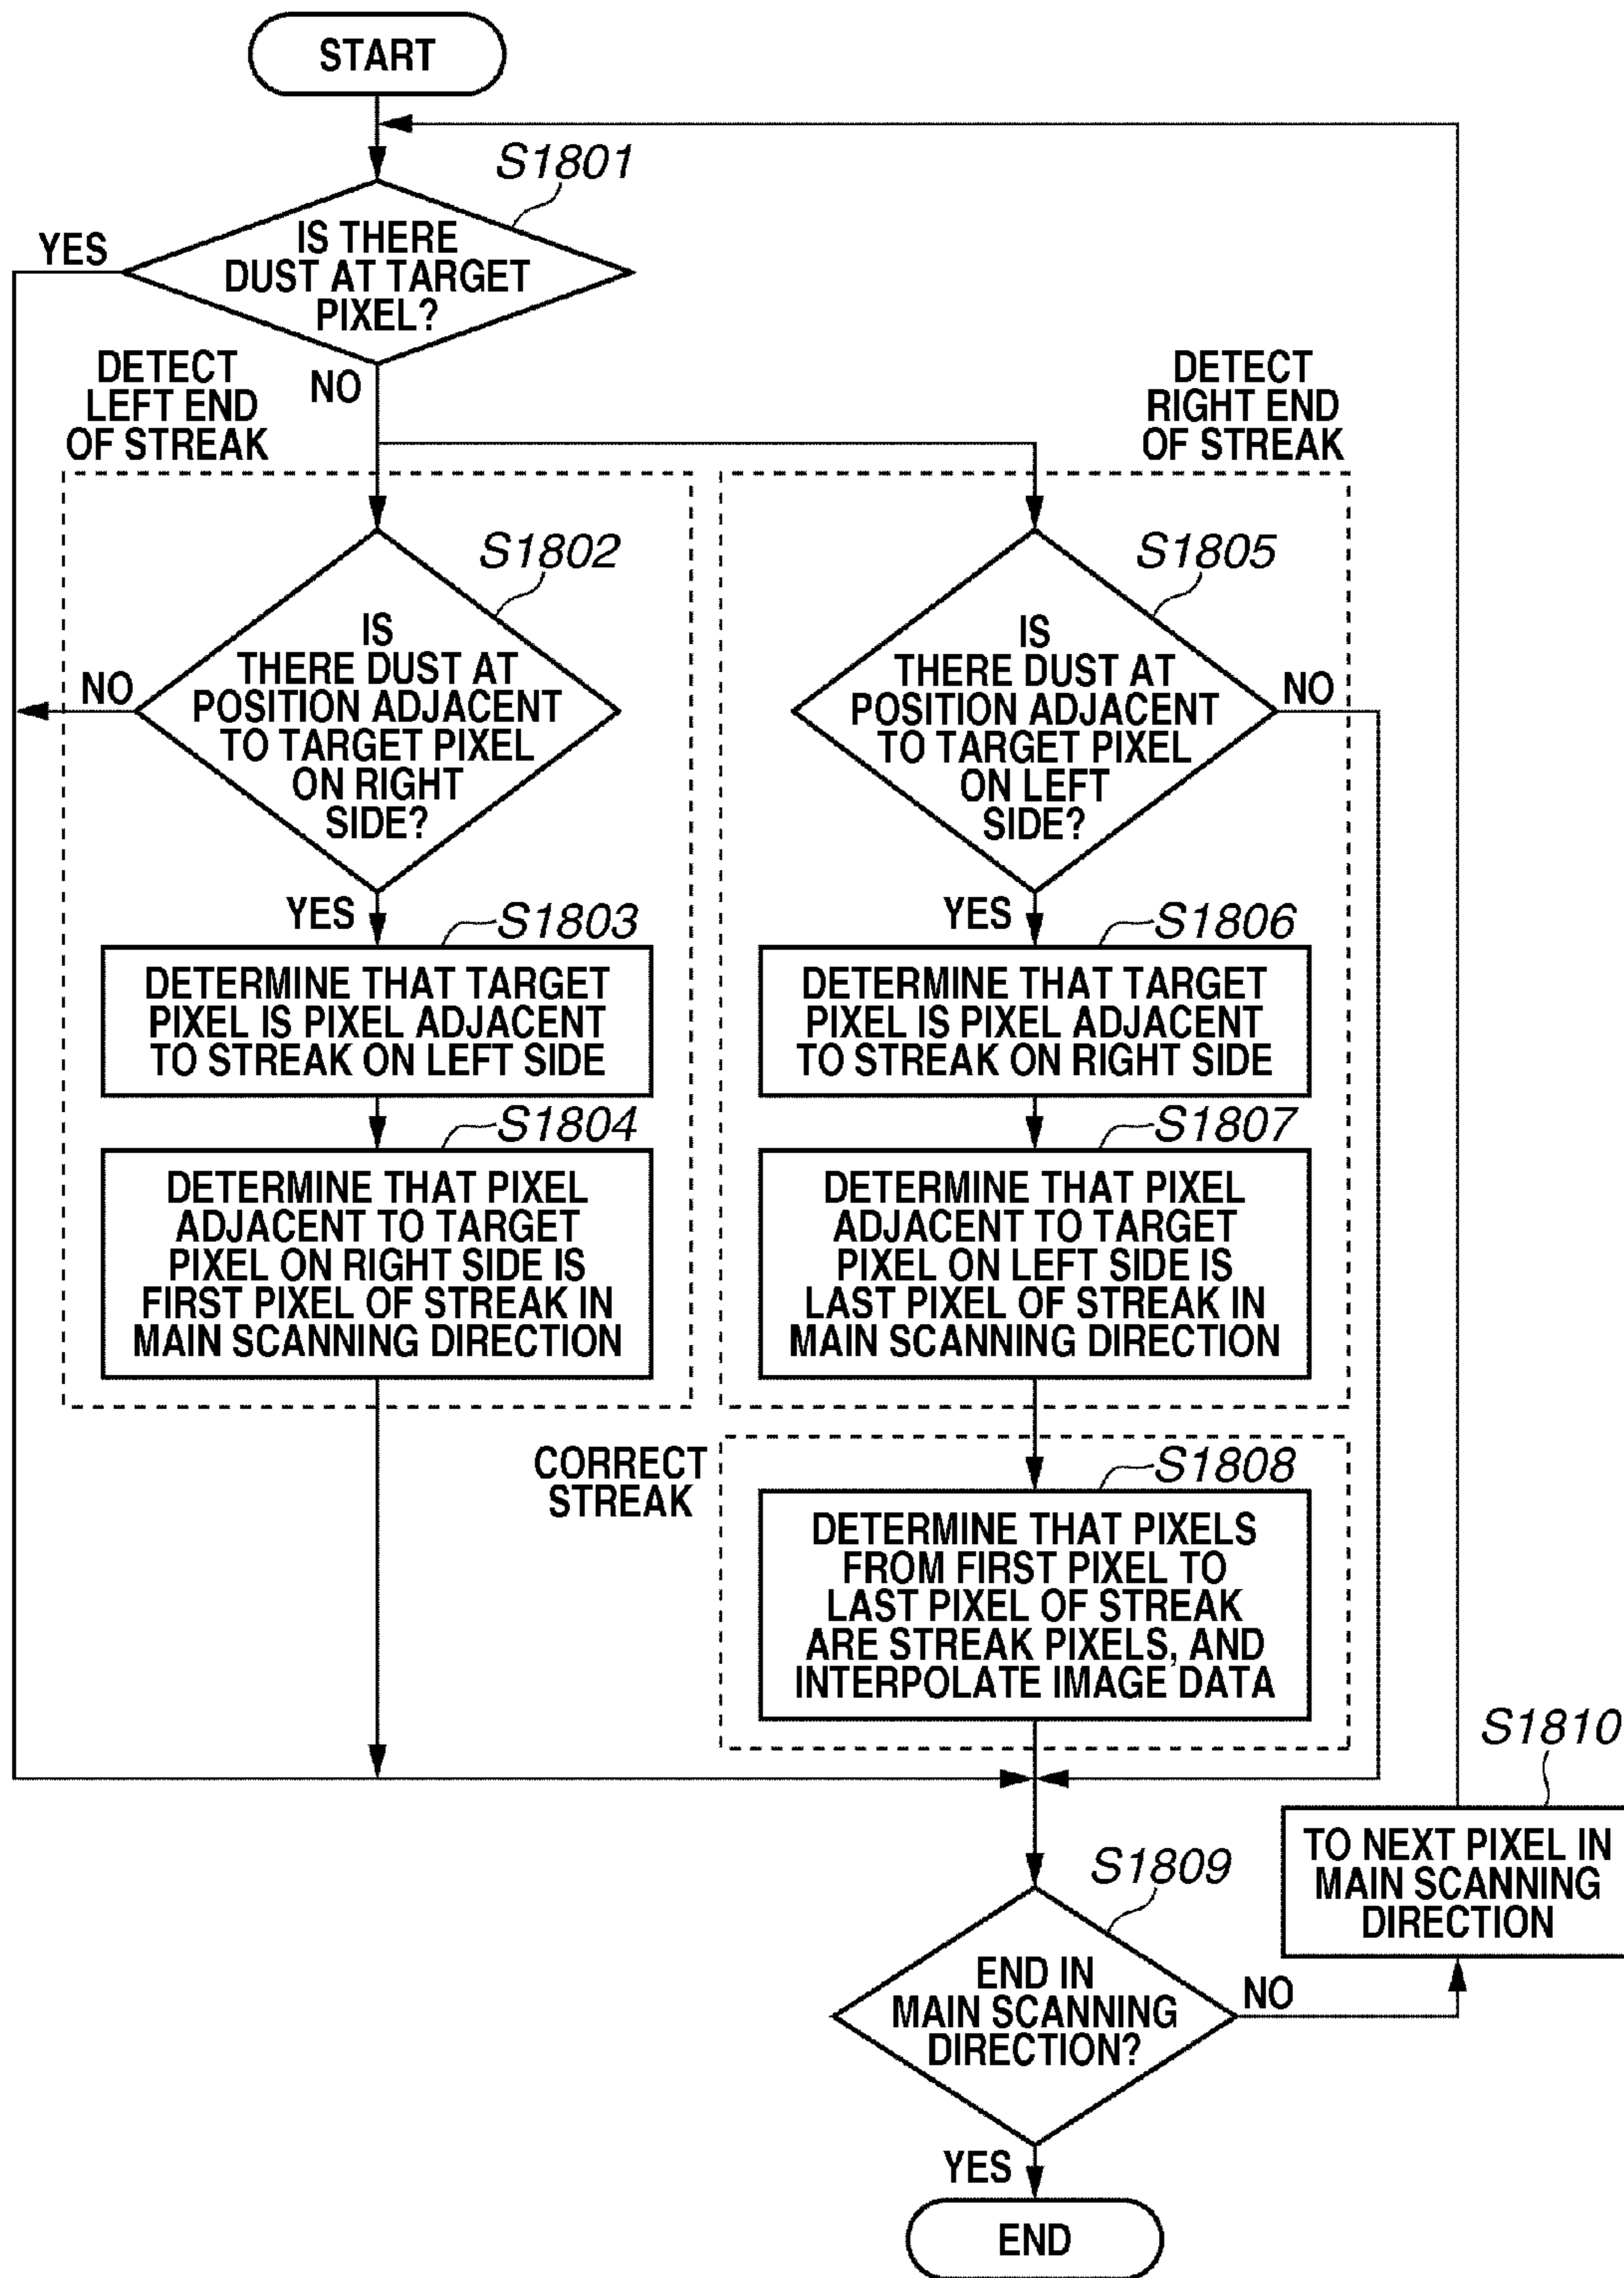 START
S1801
IS THERE
DUST AT TARGET
PIXEL?
YES
NO
DETECT
LEFT END
OF STREAK
DETECT
RIGHT END
OF STREAK
S1802
IS
THERE DUST AT
POSITION ADJACENT
TO TARGET PIXEL
ON RIGHT
SIDE?
NO
YES
S1805
IS
THERE DUST AT
POSITION ADJACENT
TO TARGET PIXEL
ON LEFT
SIDE?
NO
YES
S1803
DETERMINE THAT TARGET
PIXEL IS PIXEL ADJACENT
TO STREAK ON LEFT SIDE
S1806
DETERMINE THAT TARGET
PIXEL IS PIXEL ADJACENT
TO STREAK ON RIGHT SIDE
S1804
DETERMINE THAT PIXEL
ADJACENT TO TARGET
PIXEL ON RIGHT SIDE IS
FIRST PIXEL OF STREAK IN
MAIN SCANNING DIRECTION
S1807
DETERMINE THAT PIXEL
ADJACENT TO TARGET
PIXEL ON LEFT SIDE IS
LAST PIXEL OF STREAK IN
MAIN SCANNING DIRECTION
CORRECT
STREAK
S1808
DETERMINE THAT PIXELS
FROM FIRST PIXEL TO
LAST PIXEL OF STREAK
ARE STREAK PIXELS, AND
INTERPOLATE IMAGE DATA
S1810
TO NEXT PIXEL IN
MAIN SCANNING
DIRECTION
S1809
END IN
MAIN SCANNING
DIRECTION?
NO
YES
END